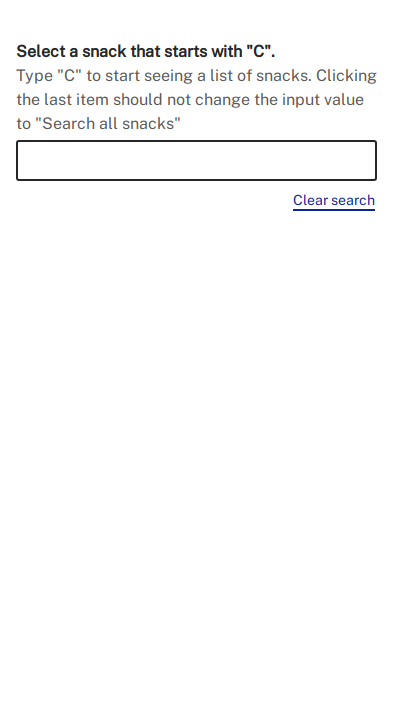 Select a snack that starts with "C".
Type "C" to start seeing a list of snacks. Clicking
the last item should not change the input value
to "Search all snacks"
Clear search